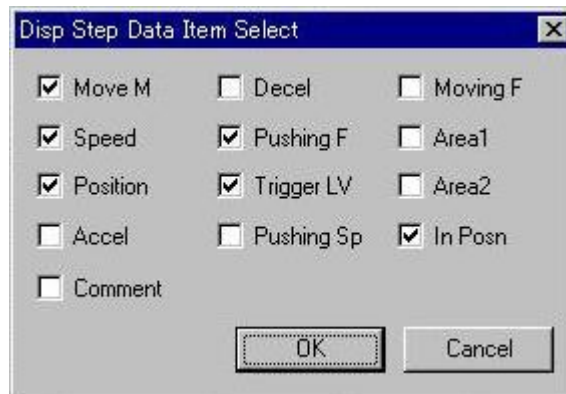 Disp Step Data Item Select
Move M Decel Moving F
Speed Pushing F Area1
Position Trigger LV Area2
Accel Pushing Sp In Posn
Comment
OK Cancel